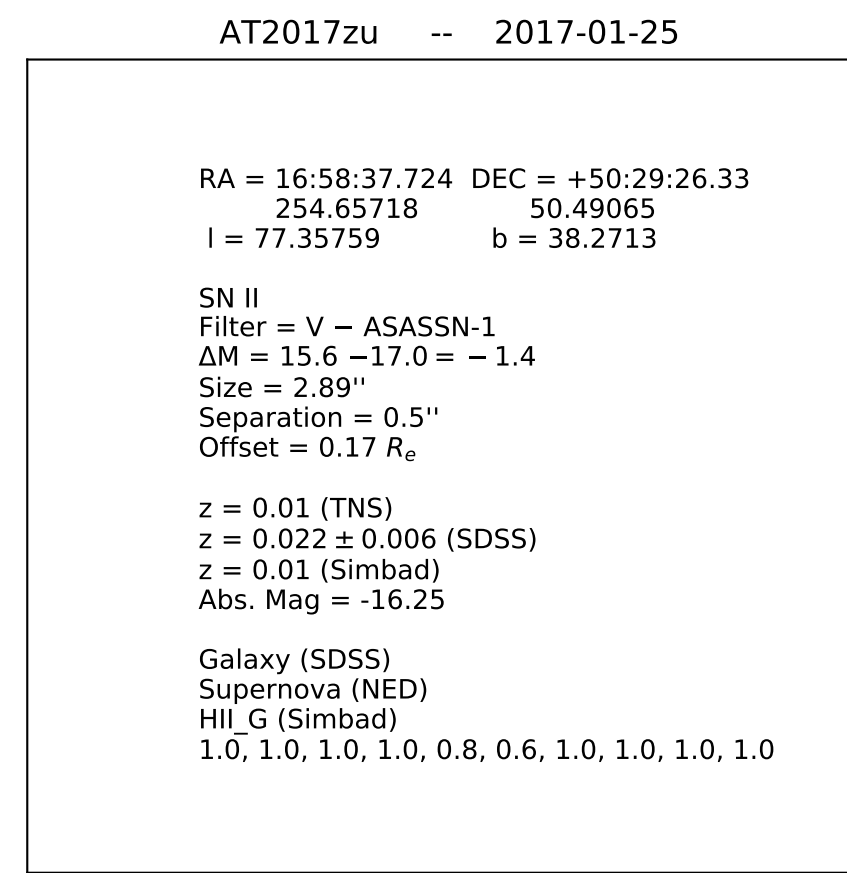 AT2017zu -- 2017-01-25
RA = 16:58:37.724 DEC = +50:29:26.33
254.65718 50.49065
l = 77.35759 b = 38.2713
SN II
Filter = V − ASASSN-1
ΔM = 15.6 −17.0 = − 1.4
Size = 2.89''
Separation = 0.5''
Offset = 0.17 Rₑ
z = 0.01 (TNS)
z = 0.022 ± 0.006 (SDSS)
z = 0.01 (Simbad)
Abs. Mag = -16.25
Galaxy (SDSS)
Supernova (NED)
HII_G (Simbad)
1.0, 1.0, 1.0, 1.0, 0.8, 0.6, 1.0, 1.0, 1.0, 1.0